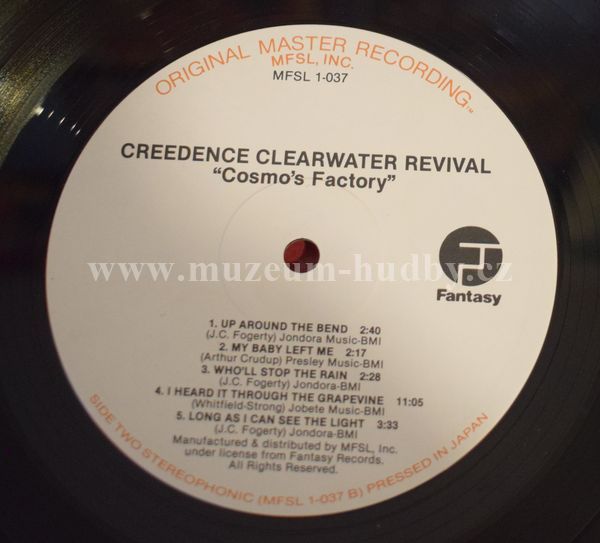 ORIGINAL MASTER RECORDING™
MFSL, INC.
MFSL 1-037
CREEDENCE CLEARWATER REVIVAL
“Cosmo's Factory”
www.muzeum-hudby.cz
Fantasy
1. UP AROUND THE BEND 2:40
(J.C. Fogerty) Jondora Music-BMI
2. MY BABY LEFT ME 2:17
(Arthur Crudup) Presley Music-BMI
3. WHO'LL STOP THE RAIN 2:28
(J.C. Fogerty) Jondora-BMI
4. I HEARD IT THROUGH THE GRAPEVINE 11:05
(Whitfield-Strong) Jobete Music-BMI
5. LONG AS I CAN SEE THE LIGHT 3:33
(J.C. Fogerty) Jondora-BMI
Manufactured & distributed by MFSL, Inc.
under license from Fantasy Records.
All Rights Reserved.
SIDE TWO STEREOPHONIC (MFSL 1-037 B) PRESSED IN JAPAN